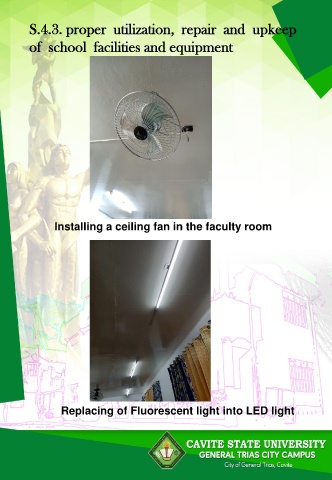 S.4.3. proper utilization, repair and upkeep
of school facilities and equipment
Installing a ceiling fan in the faculty room
Replacing of Fluorescent light into LED light
CAVITE STATE UNIVERSITY
GENERAL TRIAS CITY CAMPUS
City of General Trias, Cavite